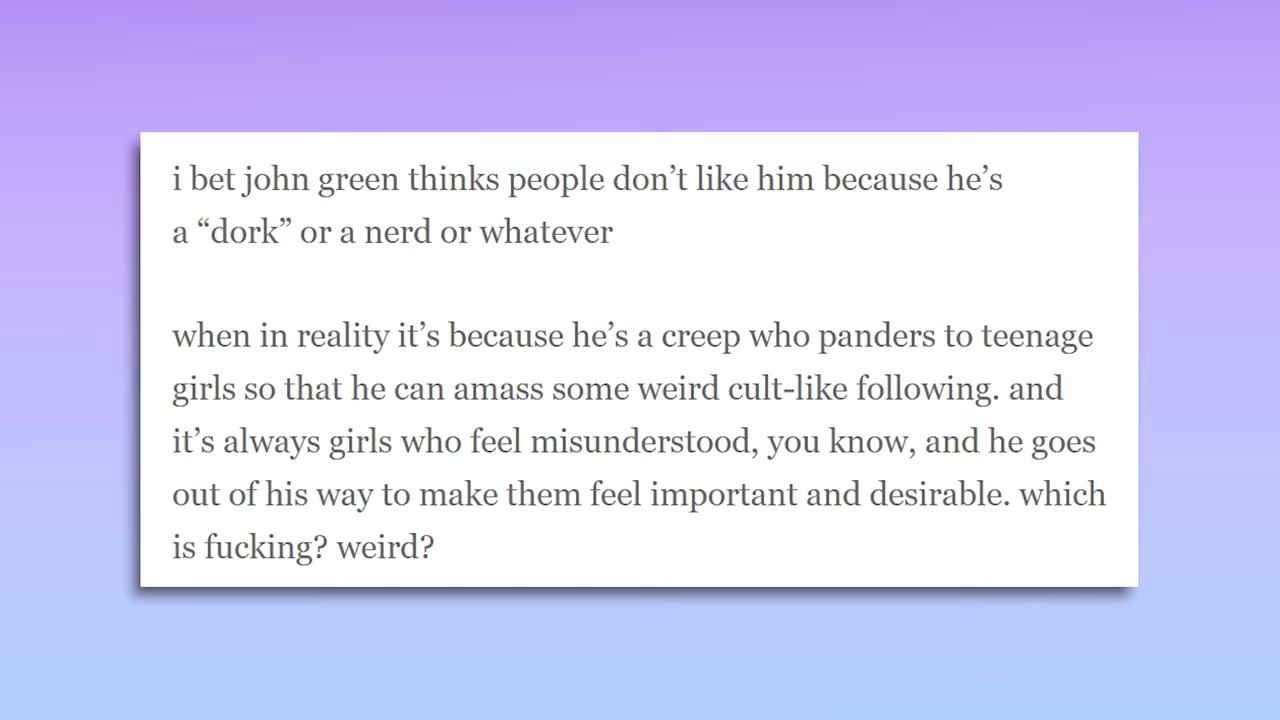 i bet john green thinks people don’t like him because he’s
a “dork” or a nerd or whatever
when in reality it’s because he’s a creep who panders to teenage
girls so that he can amass some weird cult-like following. and
it’s always girls who feel misunderstood, you know, and he goes
out of his way to make them feel important and desirable. which
is fucking? weird?